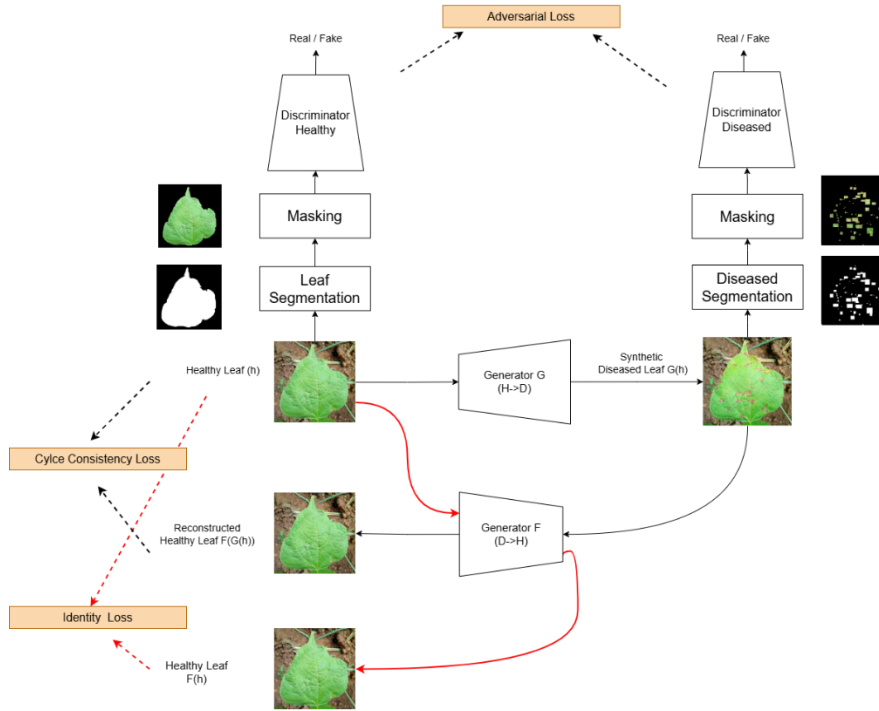 Adversarial Loss
Real / Fake
Real / Fake
Discriminator
Healthy
Discriminator
Diseased
Masking
Masking
Leaf
Segmentation
Diseased
Segmentation
Healthy Leaf (h)
Generator G
(H->D)
Synthetic
Diseased Leaf G(h)
Cylce Consistency Loss
Reconstructed
Healthy Leaf F(G(h))
Generator F
(D->H)
Identity Loss
Healthy Leaf
F(h)